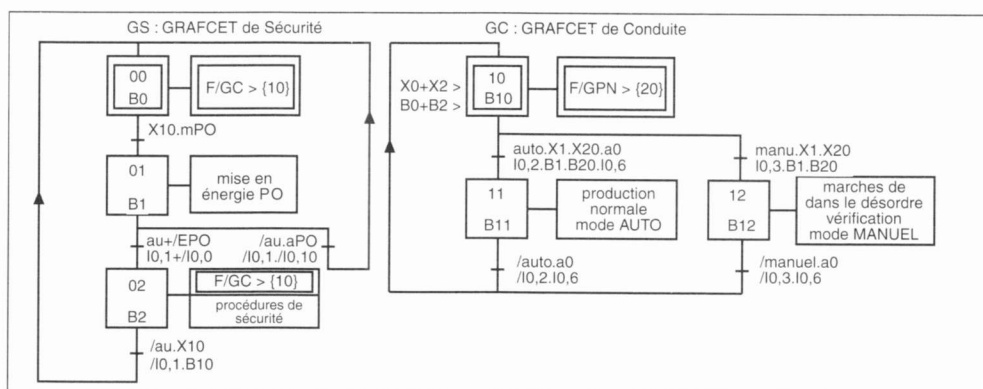 GS : GRAFCET de Sécurité
00
B0
F/GC > {10}
X10.mPO
01
B1
mise en
énergie PO
au+/EPO
I0,1+/I0,0
/au.aPO
/I0,1./I0,10
02
B2
F/GC > {10}
procédures de
sécurité
/au.X10
/I0,1.B10
GC : GRAFCET de Conduite
X0+X2 >
B0+B2 >
10
B10
F/GPN > {20}
auto.X1.X20.a0
I0,2.B1.B20.I0,6
manu.X1.X20
I0,3.B1.B20
11
B11
production
normale
mode AUTO
12
B12
marches de
dans le désordre
vérification
mode MANUEL
/auto.a0
/I0,2.I0,6
/manuel.a0
/I0,3.I0,6